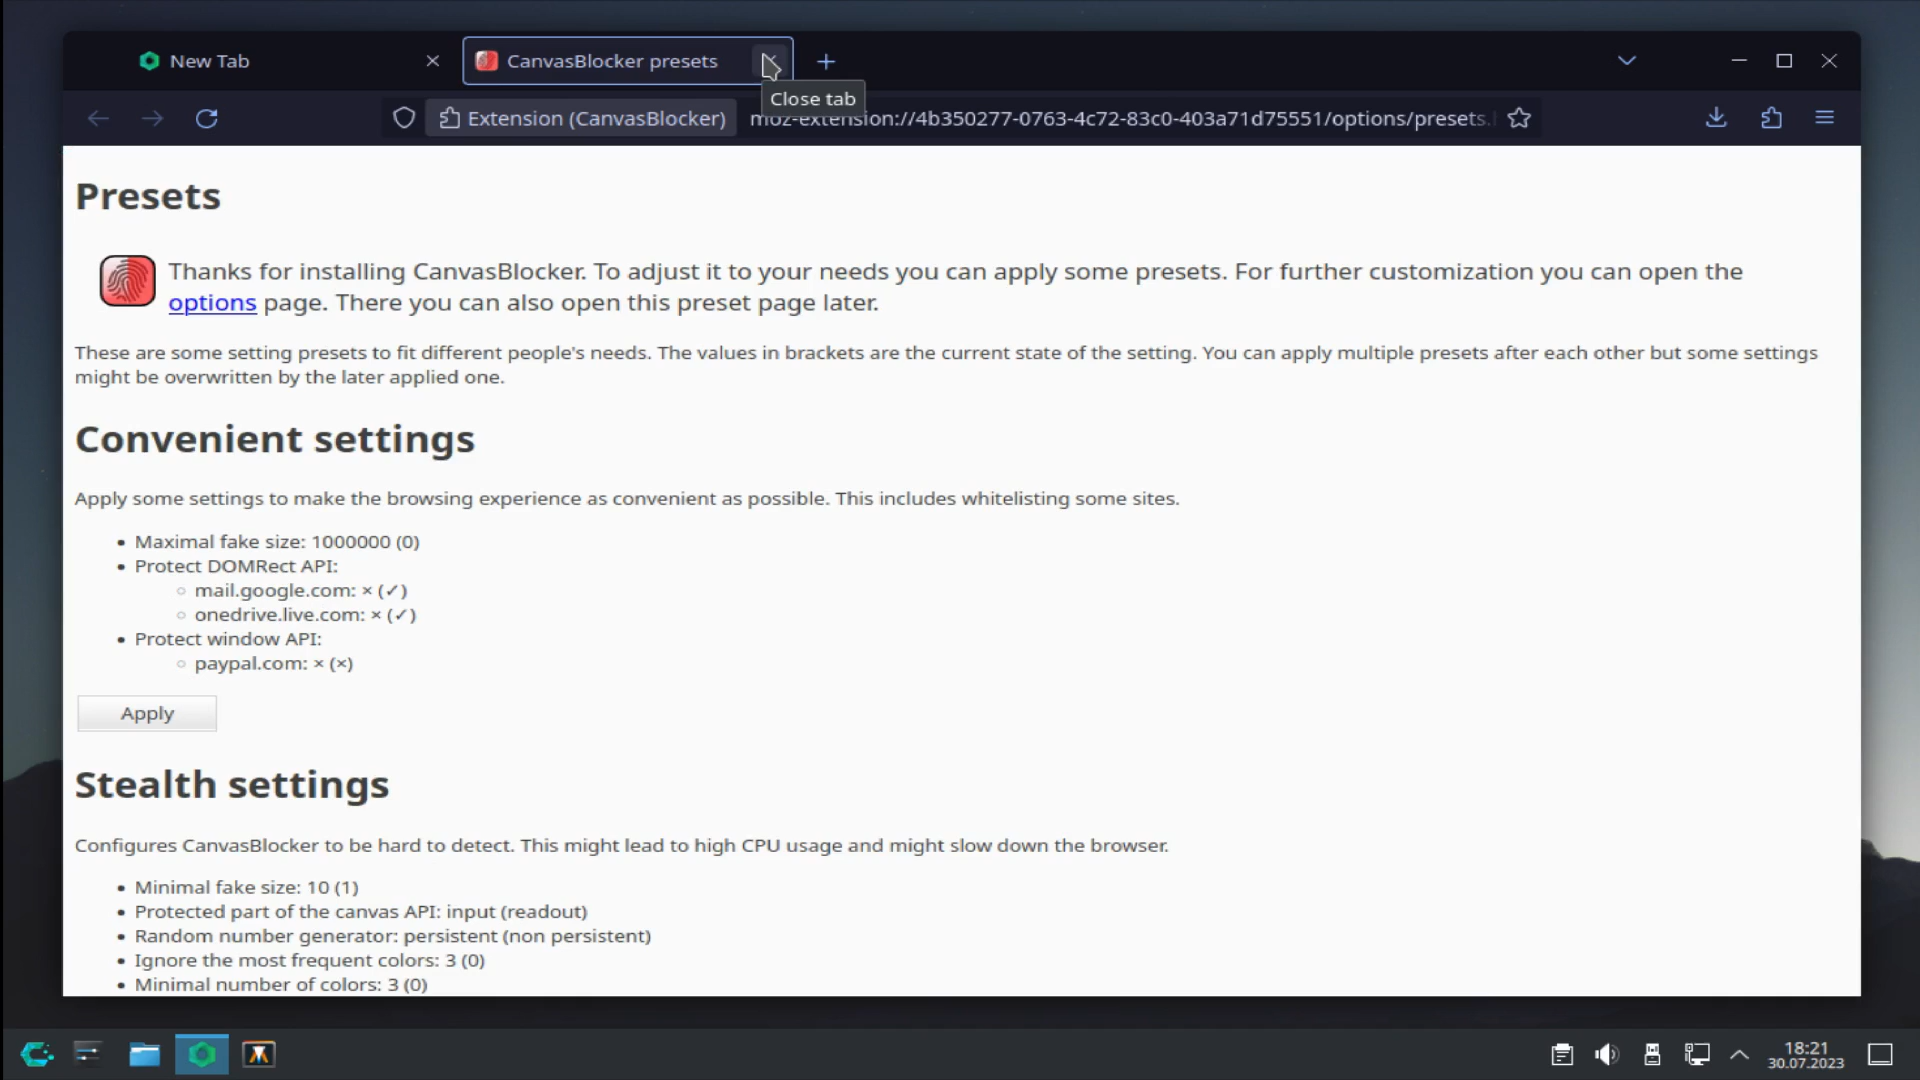 New Tab
CanvasBlocker presets
Close tab
Extension (CanvasBlocker)
moz-extension://4b350277-0763-4c72-83c0-403a71d75551/options/presets.
Presets
Thanks for installing CanvasBlocker. To adjust it to your needs you can apply some presets. For further customization you can open the
options page. There you can also open this preset page later.
These are some setting presets to fit different people's needs. The values in brackets are the current state of the setting. You can apply multiple presets after each other but some settings
might be overwritten by the later applied one.
Convenient settings
Apply some settings to make the browsing experience as convenient as possible. This includes whitelisting some sites.
• Maximal fake size: 1000000 (0)
• Protect DOMRect API:
◦ mail.google.com: × (✓)
◦ onedrive.live.com: × (✓)
• Protect window API:
◦ paypal.com: × (×)
Apply
Stealth settings
Configures CanvasBlocker to be hard to detect. This might lead to high CPU usage and might slow down the browser.
• Minimal fake size: 10 (1)
• Protected part of the canvas API: input (readout)
• Random number generator: persistent (non persistent)
• Ignore the most frequent colors: 3 (0)
• Minimal number of colors: 3 (0)
18:21
30.07.2023